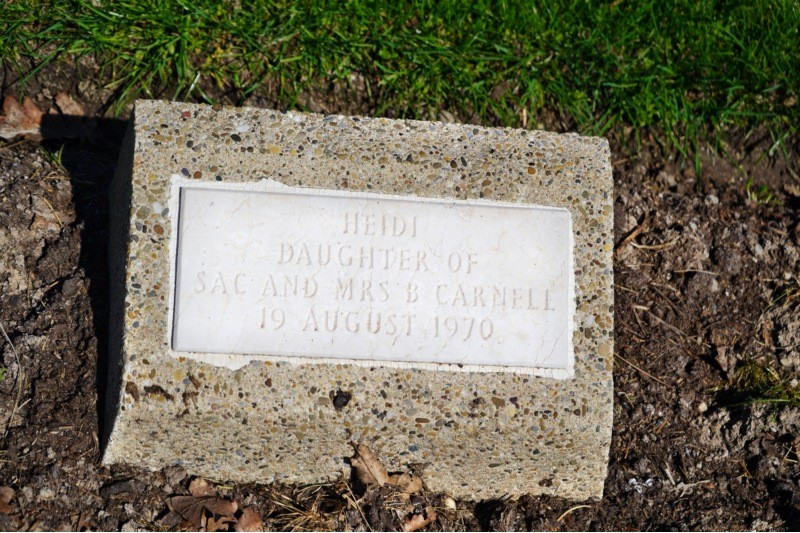 HEIDI
DAUGHTER OF
SAC AND MRS B CARNELL
19 AUGUST 1970